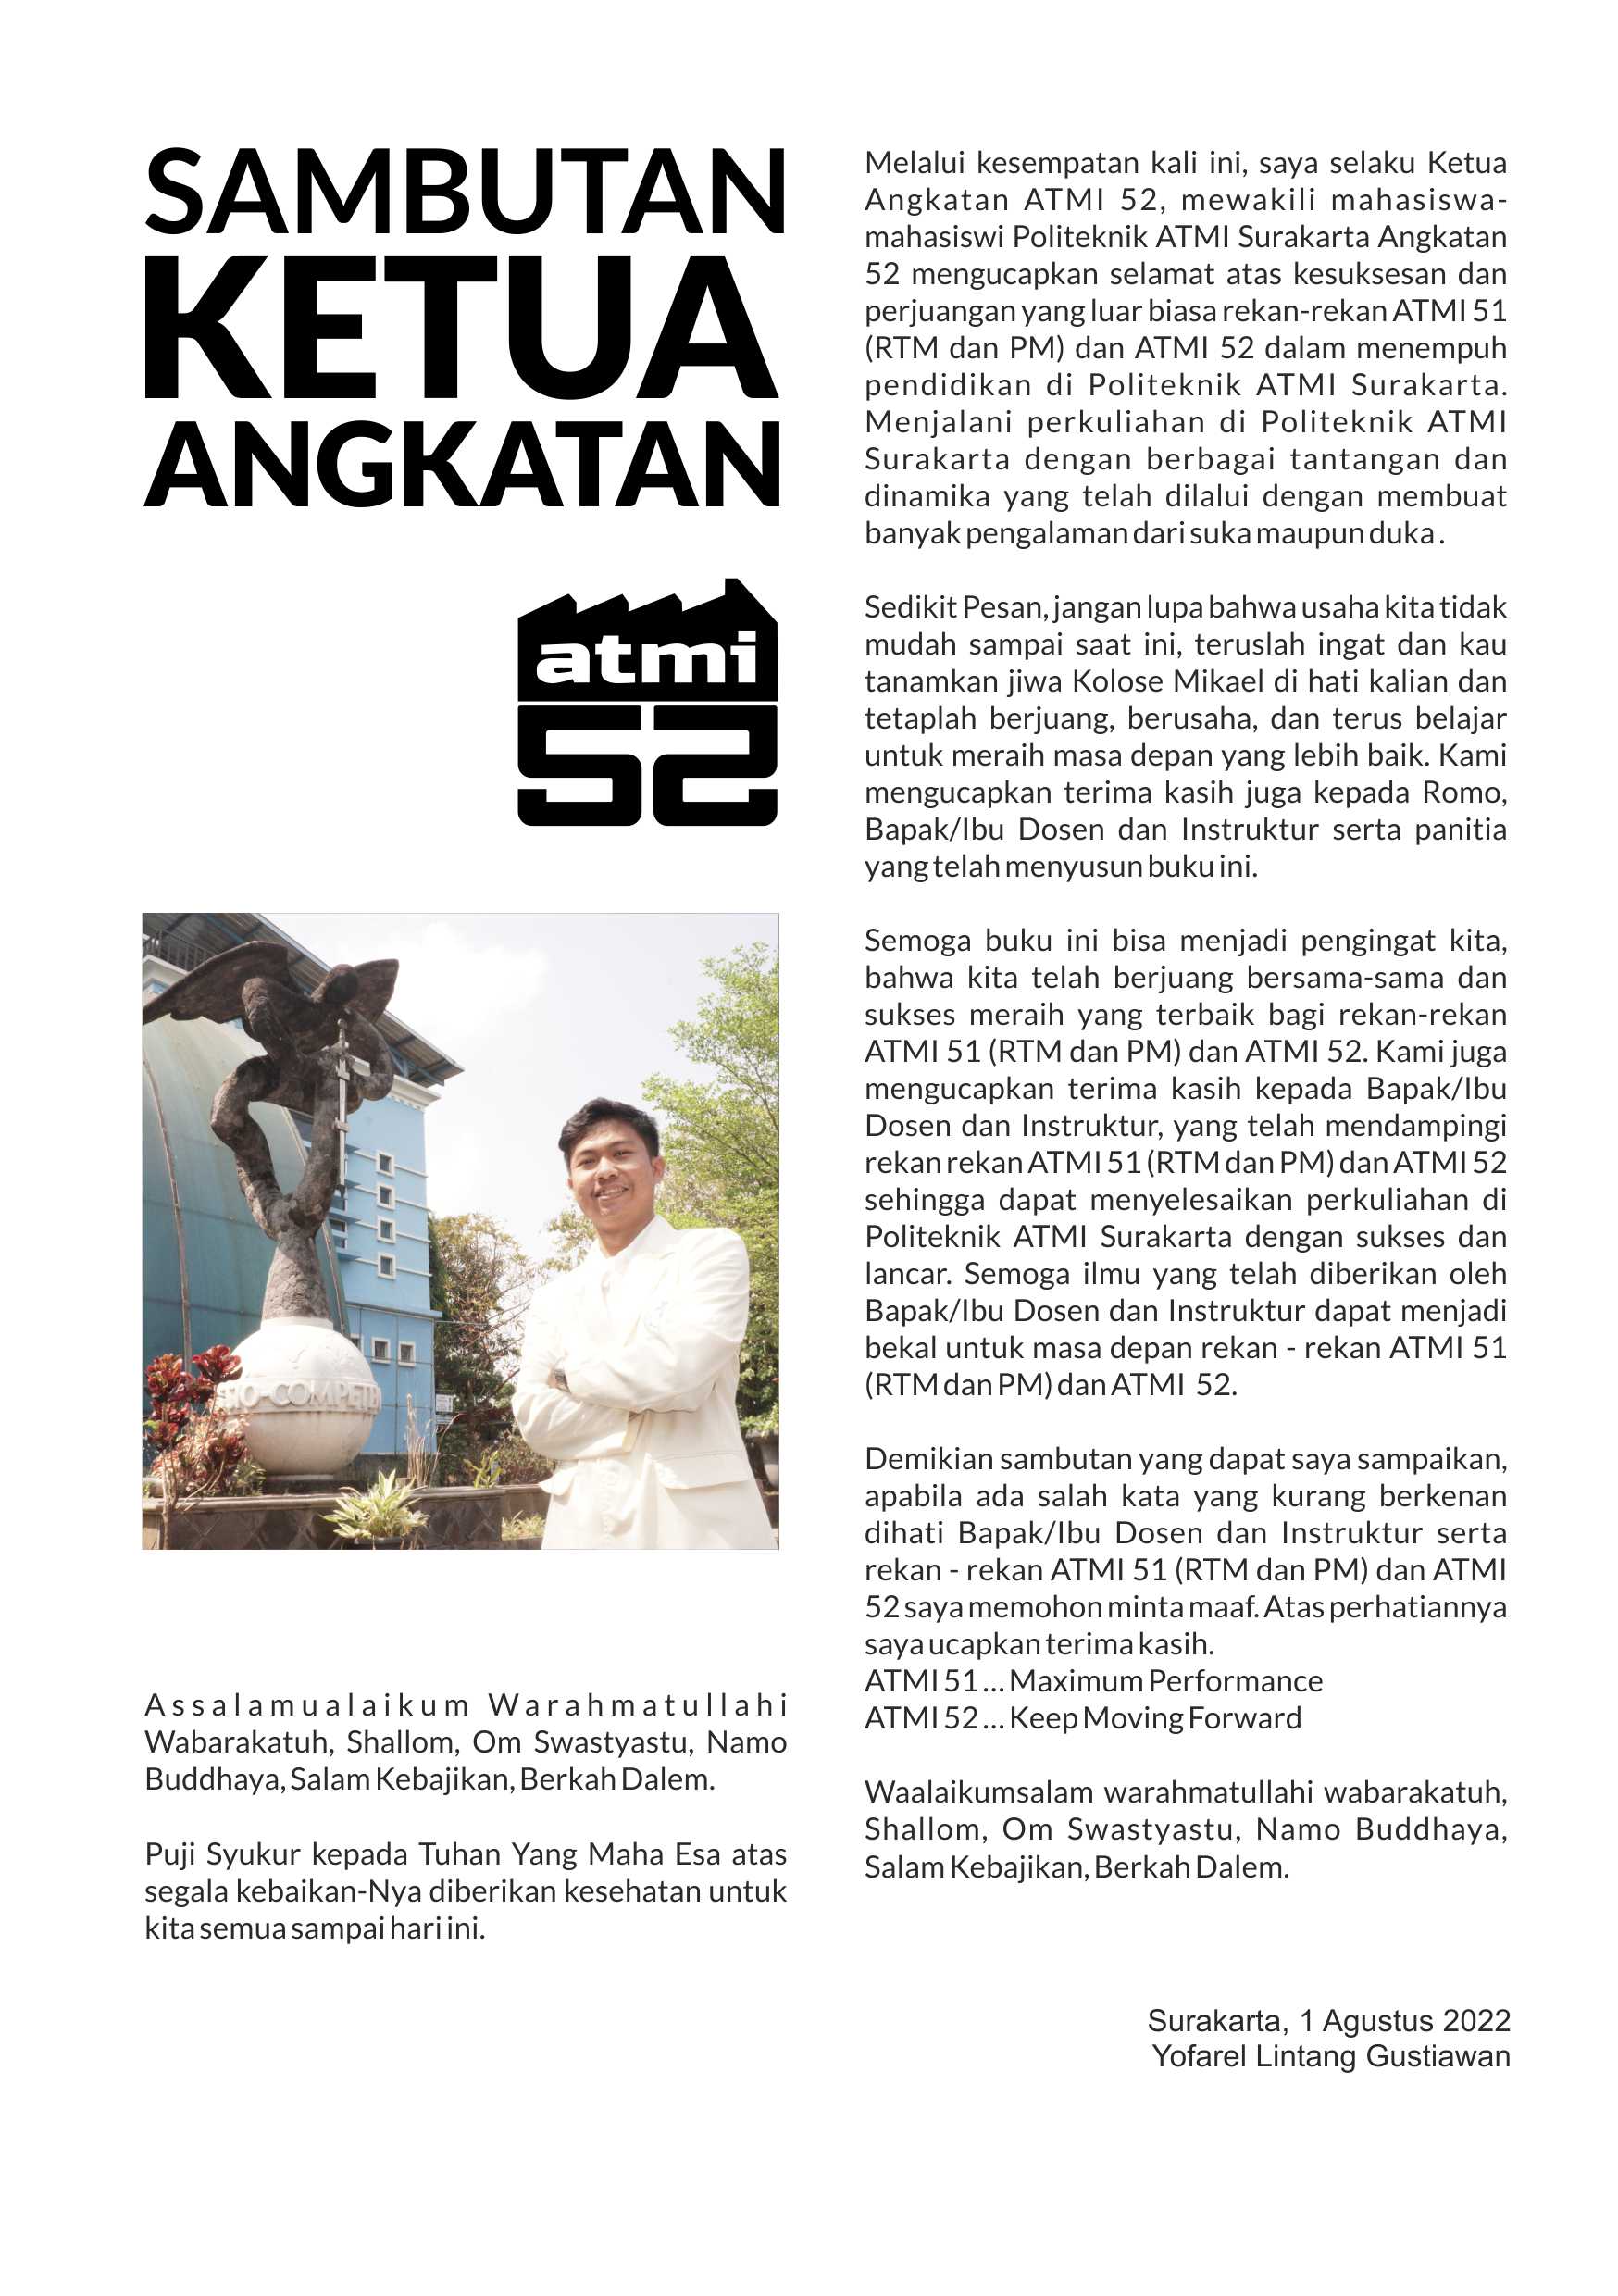 SAMBUTAN
KETUA
ANGKATAN
atmi
52
NO-COMPETE
Assalamualaikum Warahmatullahi
Wabarakatuh, Shallom, Om Swastyastu, Namo
Buddhaya, Salam Kebajikan, Berkah Dalem.
Puji Syukur kepada Tuhan Yang Maha Esa atas
segala kebaikan-Nya diberikan kesehatan untuk
kita semua sampai hari ini.
Melalui kesempatan kali ini, saya selaku Ketua
Angkatan ATMI 52, mewakili mahasiswa-
mahasiswi Politeknik ATMI Surakarta Angkatan
52 mengucapkan selamat atas kesuksesan dan
perjuangan yang luar biasa rekan-rekan ATMI 51
(RTM dan PM) dan ATMI 52 dalam menempuh
pendidikan di Politeknik ATMI Surakarta.
Menjalani perkuliahan di Politeknik ATMI
Surakarta dengan berbagai tantangan dan
dinamika yang telah dilalui dengan membuat
banyak pengalaman dari suka maupun duka .
Sedikit Pesan, jangan lupa bahwa usaha kita tidak
mudah sampai saat ini, teruslah ingat dan kau
tanamkan jiwa Kolose Mikael di hati kalian dan
tetaplah berjuang, berusaha, dan terus belajar
untuk meraih masa depan yang lebih baik. Kami
mengucapkan terima kasih juga kepada Romo,
Bapak/Ibu Dosen dan Instruktur serta panitia
yang telah menyusun buku ini.
Semoga buku ini bisa menjadi pengingat kita,
bahwa kita telah berjuang bersama-sama dan
sukses meraih yang terbaik bagi rekan-rekan
ATMI 51 (RTM dan PM) dan ATMI 52. Kami juga
mengucapkan terima kasih kepada Bapak/Ibu
Dosen dan Instruktur, yang telah mendampingi
rekan rekan ATMI 51 (RTM dan PM) dan ATMI 52
sehingga dapat menyelesaikan perkuliahan di
Politeknik ATMI Surakarta dengan sukses dan
lancar. Semoga ilmu yang telah diberikan oleh
Bapak/Ibu Dosen dan Instruktur dapat menjadi
bekal untuk masa depan rekan - rekan ATMI 51
(RTM dan PM) dan ATMI 52.
Demikian sambutan yang dapat saya sampaikan,
apabila ada salah kata yang kurang berkenan
dihati Bapak/Ibu Dosen dan Instruktur serta
rekan - rekan ATMI 51 (RTM dan PM) dan ATMI
52 saya memohon minta maaf. Atas perhatiannya
saya ucapkan terima kasih.
ATMI 51 ... Maximum Performance
ATMI 52 ... Keep Moving Forward
Waalaikumsalam warahmatullahi wabarakatuh,
Shallom, Om Swastyastu, Namo Buddhaya,
Salam Kebajikan, Berkah Dalem.
Surakarta, 1 Agustus 2022
Yofarel Lintang Gustiawan